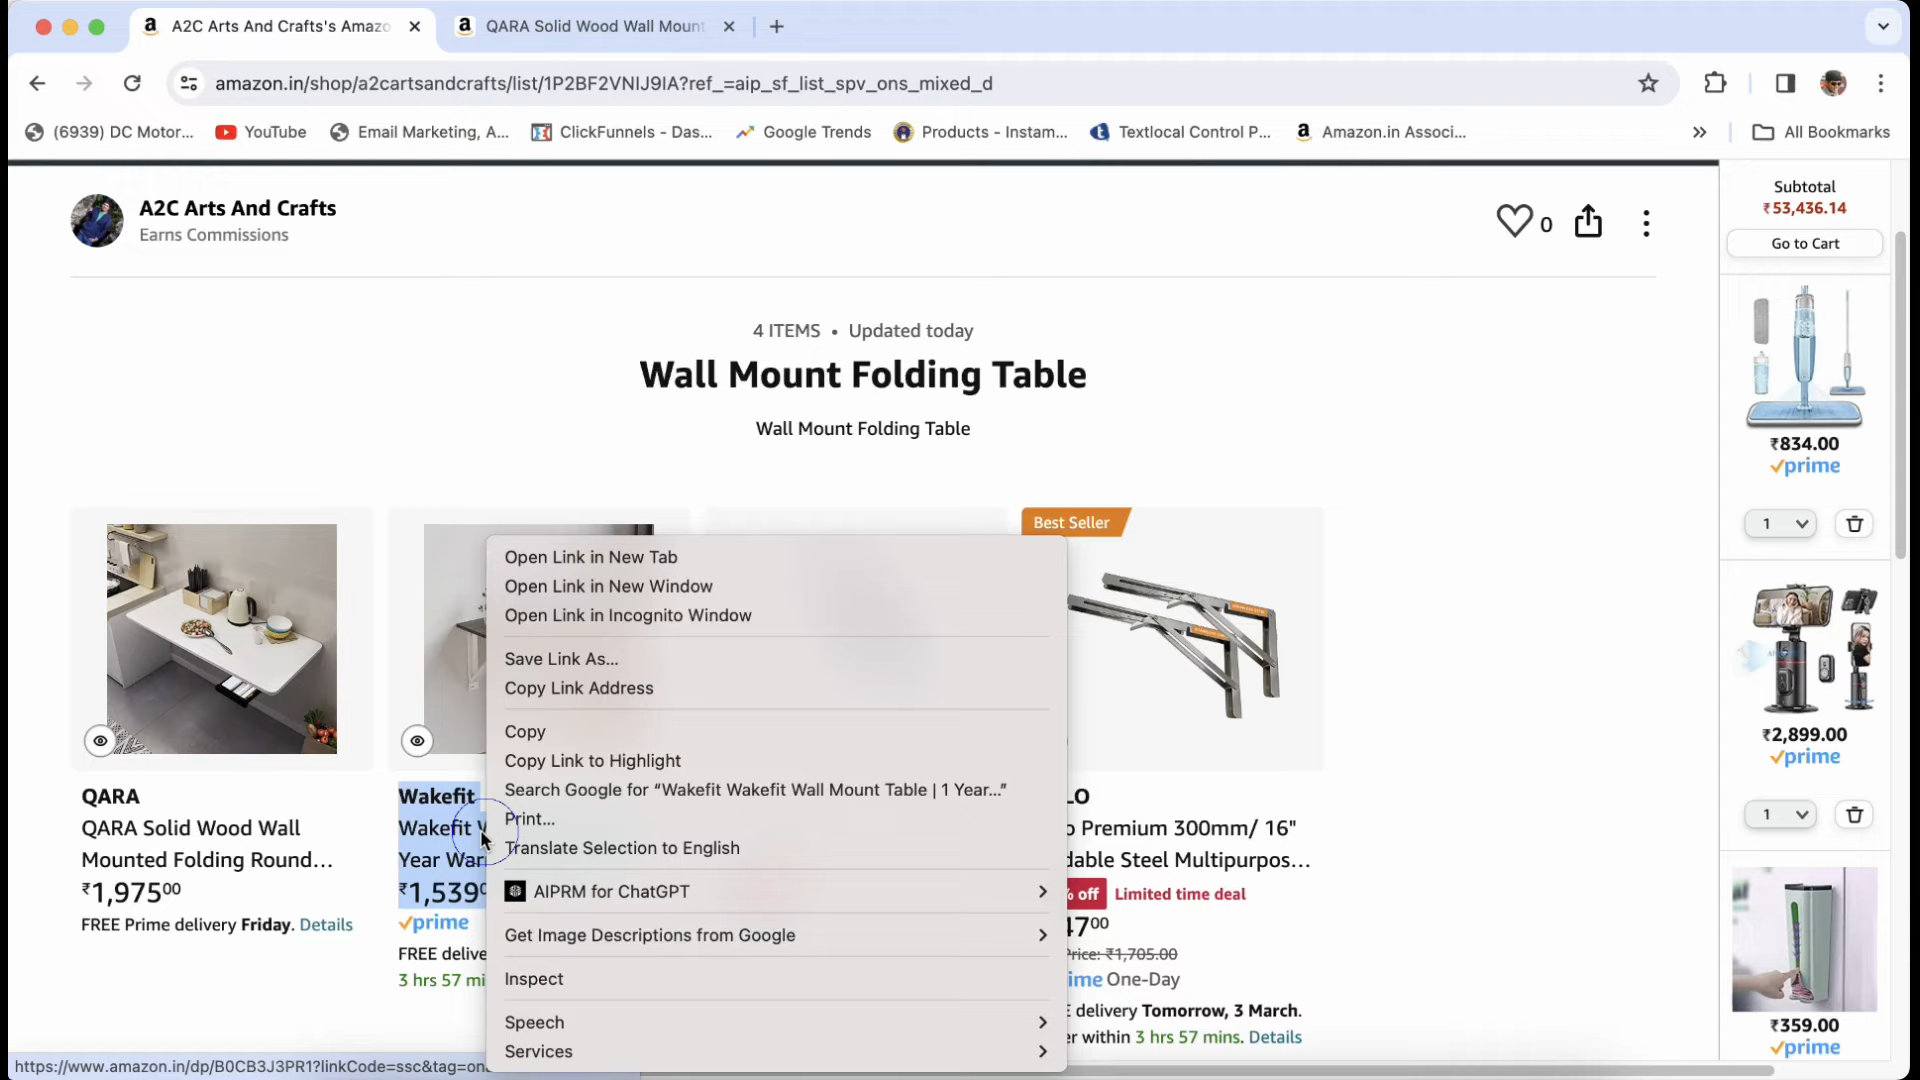 A2C Arts And Crafts's Amazo
QARA Solid Wood Wall Mount
amazon.in/shop/a2cartsandcrafts/list/1P2BF2VNIJ9IA?ref_=aip_sf_list_spv_ons_mixed_d
(6939) DC Motor...
YouTube
Email Marketing, A...
ClickFunnels - Das...
Google Trends
Products - Instam...
Textlocal Control P...
Amazon.in Associ...
All Bookmarks
A2C Arts And Crafts
Earns Commissions
0
4 ITEMS • Updated today
Wall Mount Folding Table
Wall Mount Folding Table
QARA
QARA Solid Wood Wall
Mounted Folding Round...
₹1,97500
FREE Prime delivery Friday. Details
Wakefit
Wakefit W
Year War
₹1,539
prime
FREE delive
3 hrs 57 mi
Open Link in New Tab
Open Link in New Window
Open Link in Incognito Window
Save Link As...
Copy Link Address
Copy
Copy Link to Highlight
Search Google for “Wakefit Wakefit Wall Mount Table | 1 Year...”
Print...
Translate Selection to English
AIPRM for ChatGPT
Get Image Descriptions from Google
Inspect
Speech
Services
Best Seller
LO
o Premium 300mm/ 16"
dable Steel Multipurpos...
% off Limited time deal
4700
Price: ₹1,705.00
ime One-Day
E delivery Tomorrow, 3 March.
er within 3 hrs 57 mins. Details
Subtotal
₹53,436.14
Go to Cart
₹834.00
prime
1
₹2,899.00
prime
1
₹359.00
prime
https://www.amazon.in/dp/B0CB3J3PR1?linkCode=ssc&tag=on